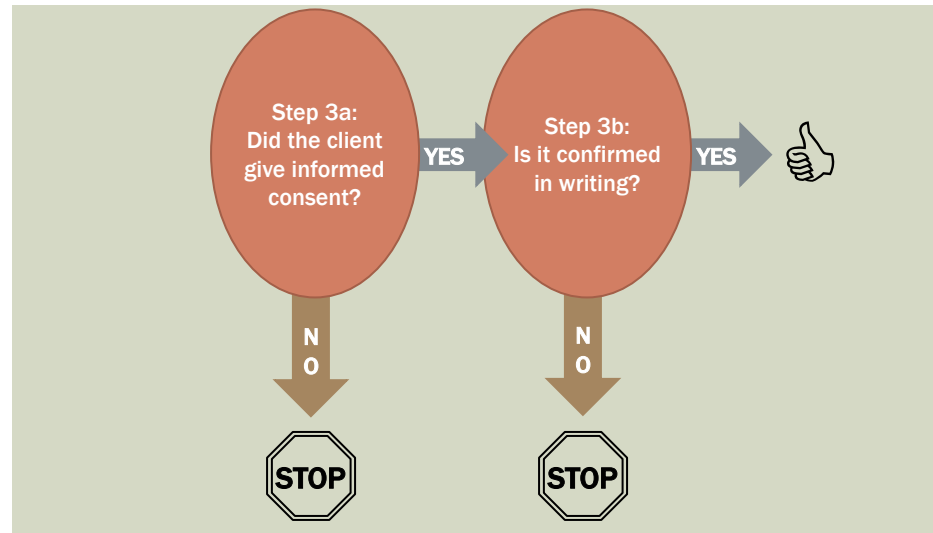 Step 3a:
Did the client
give informed
consent?
YES
Step 3b:
Is it confirmed
in writing?
YES
N
O
N
O
STOP
STOP